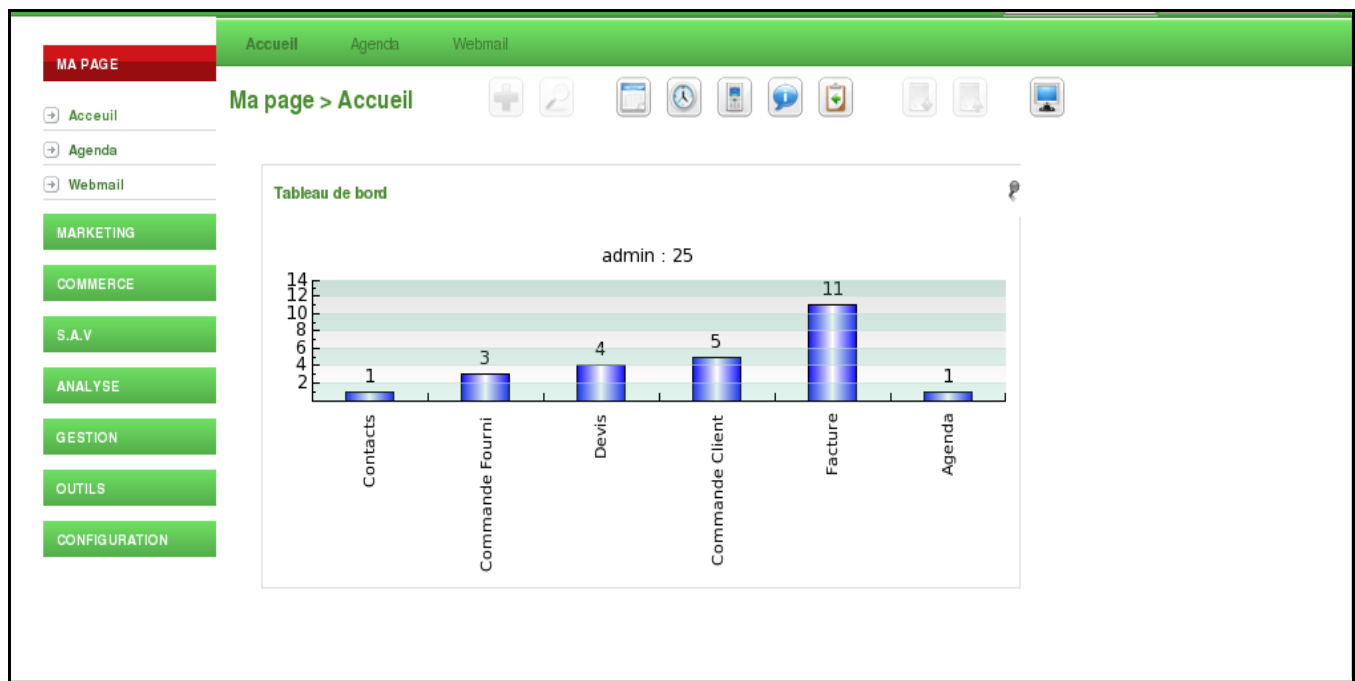 Accueil Agenda Webmail
MA PAGE
Ma page > Accueil
Acceuil
Agenda
Webmail
MARKETING
COMMERCE
S.A.V
ANALYSE
GESTION
OUTILS
CONFIGURATION
Tableau de bord
admin : 25
14
12
10
8
6
4
2
1
3
4
5
11
1
Contacts
Commande Fourni
Devis
Commande Client
Facture
Agenda